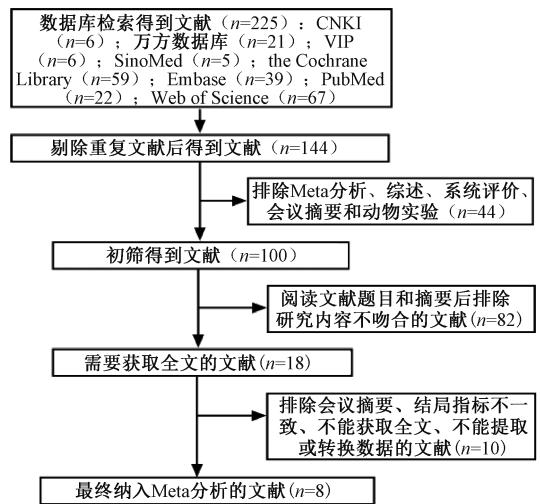 数据库检索得到文献（n=225）：CNKI
（n=6）；万方数据库（n=21）；VIP
（n=6）；SinoMed（n=5）；the Cochrane
Library（n=59）；Embase（n=39）；PubMed
（n=22）；Web of Science（n=67）
剔除重复文献后得到文献（n=144）
排除Meta分析、综述、系统评价、
会议摘要和动物实验（n=44）
初筛得到文献（n=100）
阅读文献题目和摘要后排除
研究内容不吻合的文献(n=82)
需要获取全文的文献(n=18)
排除会议摘要、结局指标不一
致、不能获取全文、不能提取
或转换数据的文献(n=10)
最终纳入Meta分析的文献(n=8)